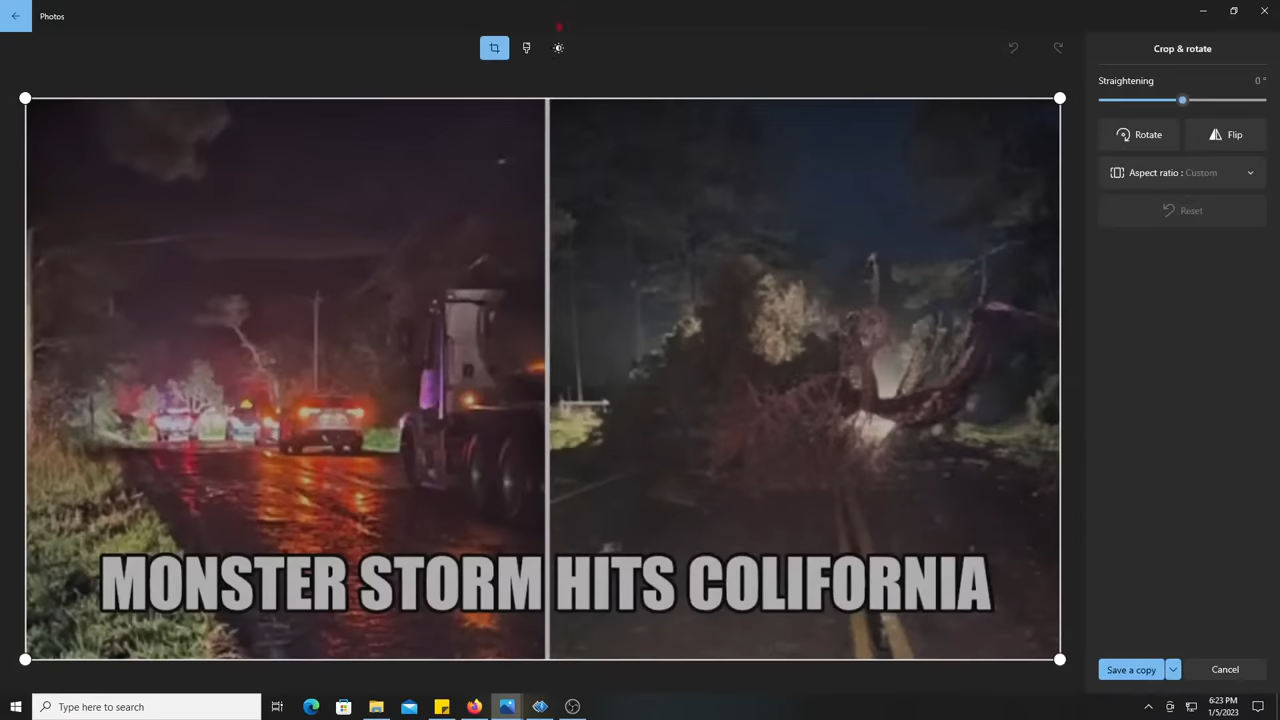 Photos
Crop & rotate
Straightening 0 °
Rotate Flip
Aspect ratio : Custom
Reset
MONSTER STORM HITS COLIFORNIA
Save a copy Cancel
Type here to search
6:23 PM
1/5/2023